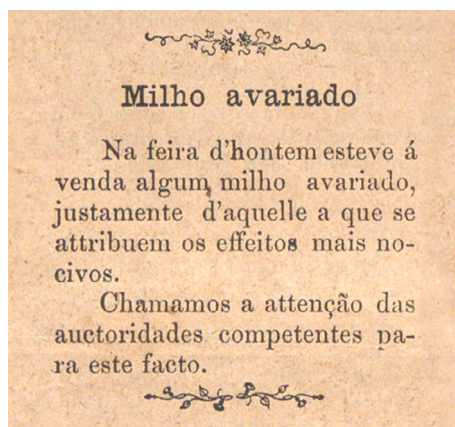 Milho avariado
Na feira d'hontem esteve á
venda algum milho avariado,
justamente d'aquelle a que se
attribuem os effeitos mais no-
civos.
Chamamos a attenção das
auctoridades competentes pa-
ra este facto.